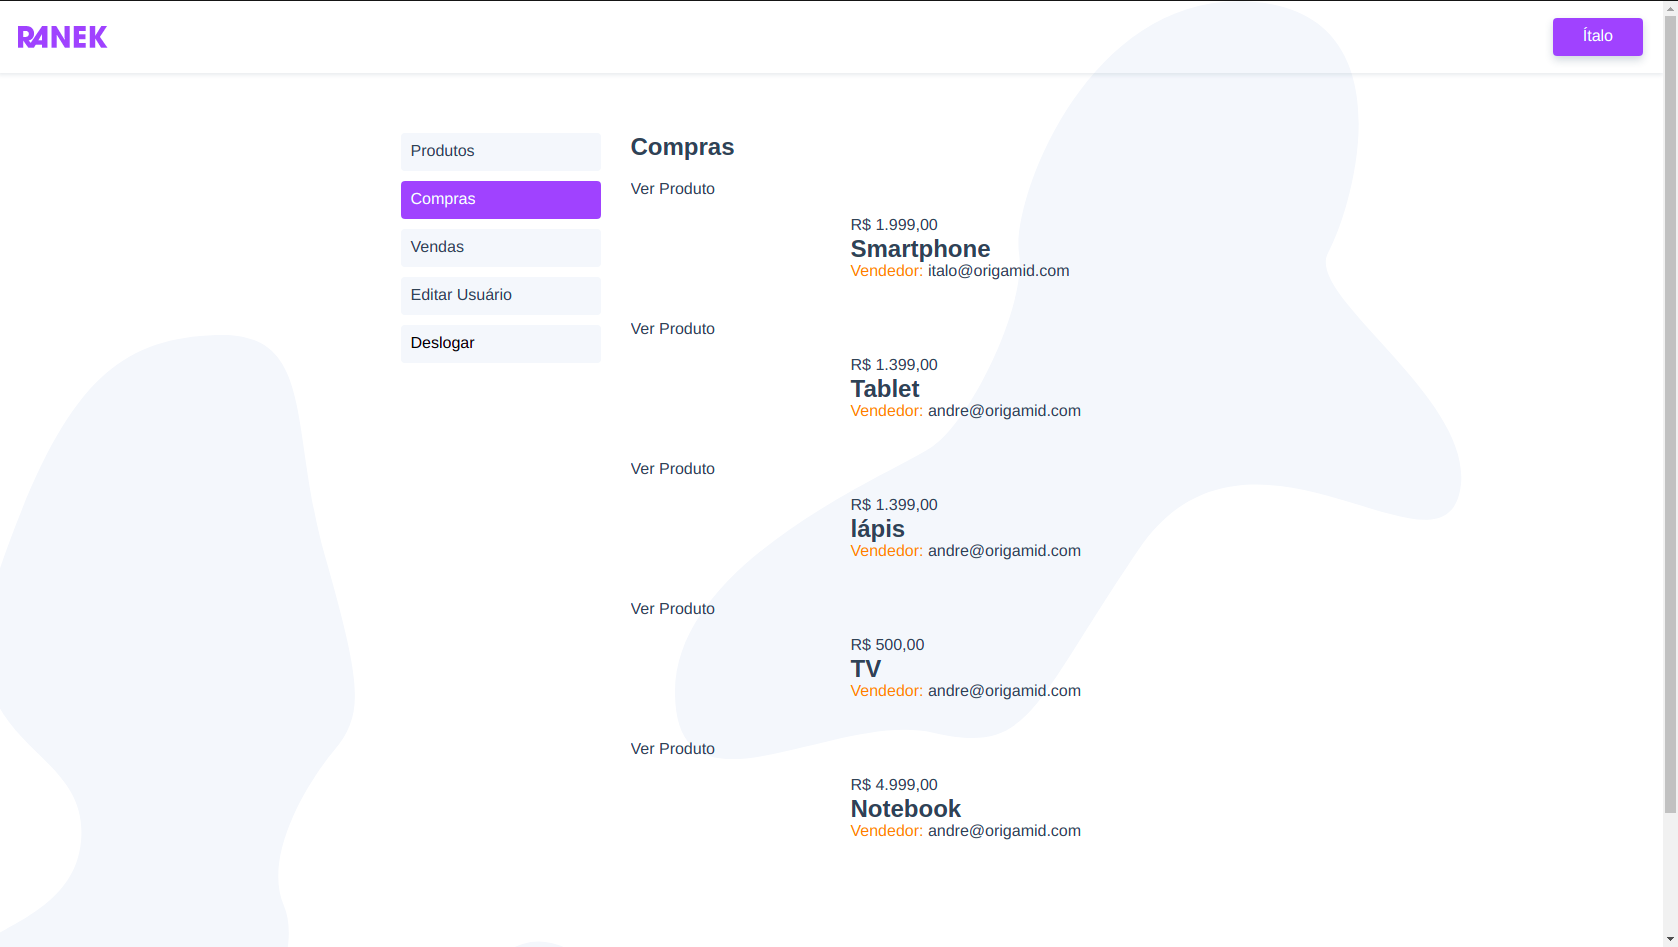 RANEK
Ítalo
Produtos
Compras
Vendas
Editar Usuário
Deslogar
Compras
Ver Produto
R$ 1.999,00
Smartphone
Vendedor: italo@origamid.com
Ver Produto
R$ 1.399,00
Tablet
Vendedor: andre@origamid.com
Ver Produto
R$ 1.399,00
lápis
Vendedor: andre@origamid.com
Ver Produto
R$ 500,00
TV
Vendedor: andre@origamid.com
Ver Produto
R$ 4.999,00
Notebook
Vendedor: andre@origamid.com